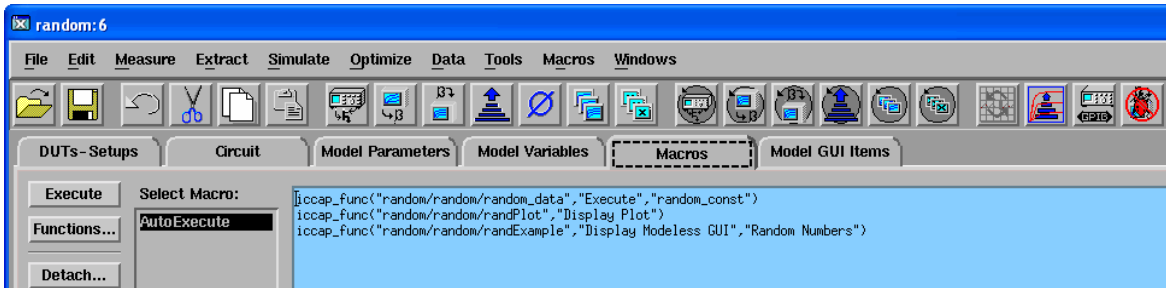 random:6
File Edit Measure Extract Simulate Optimize Data Tools Macros Windows
DUTs-Setups Circuit Model Parameters Model Variables Macros Model GUI Items
Execute Select Macro:
iccap_func("random/random/random_data","Execute","random_const")
AutoExecute
iccap_func("random/random/randPlot","Display Plot")
Functions...
iccap_func("random/random/randExample","Display Modeless GUI","Random Numbers")
Detach...